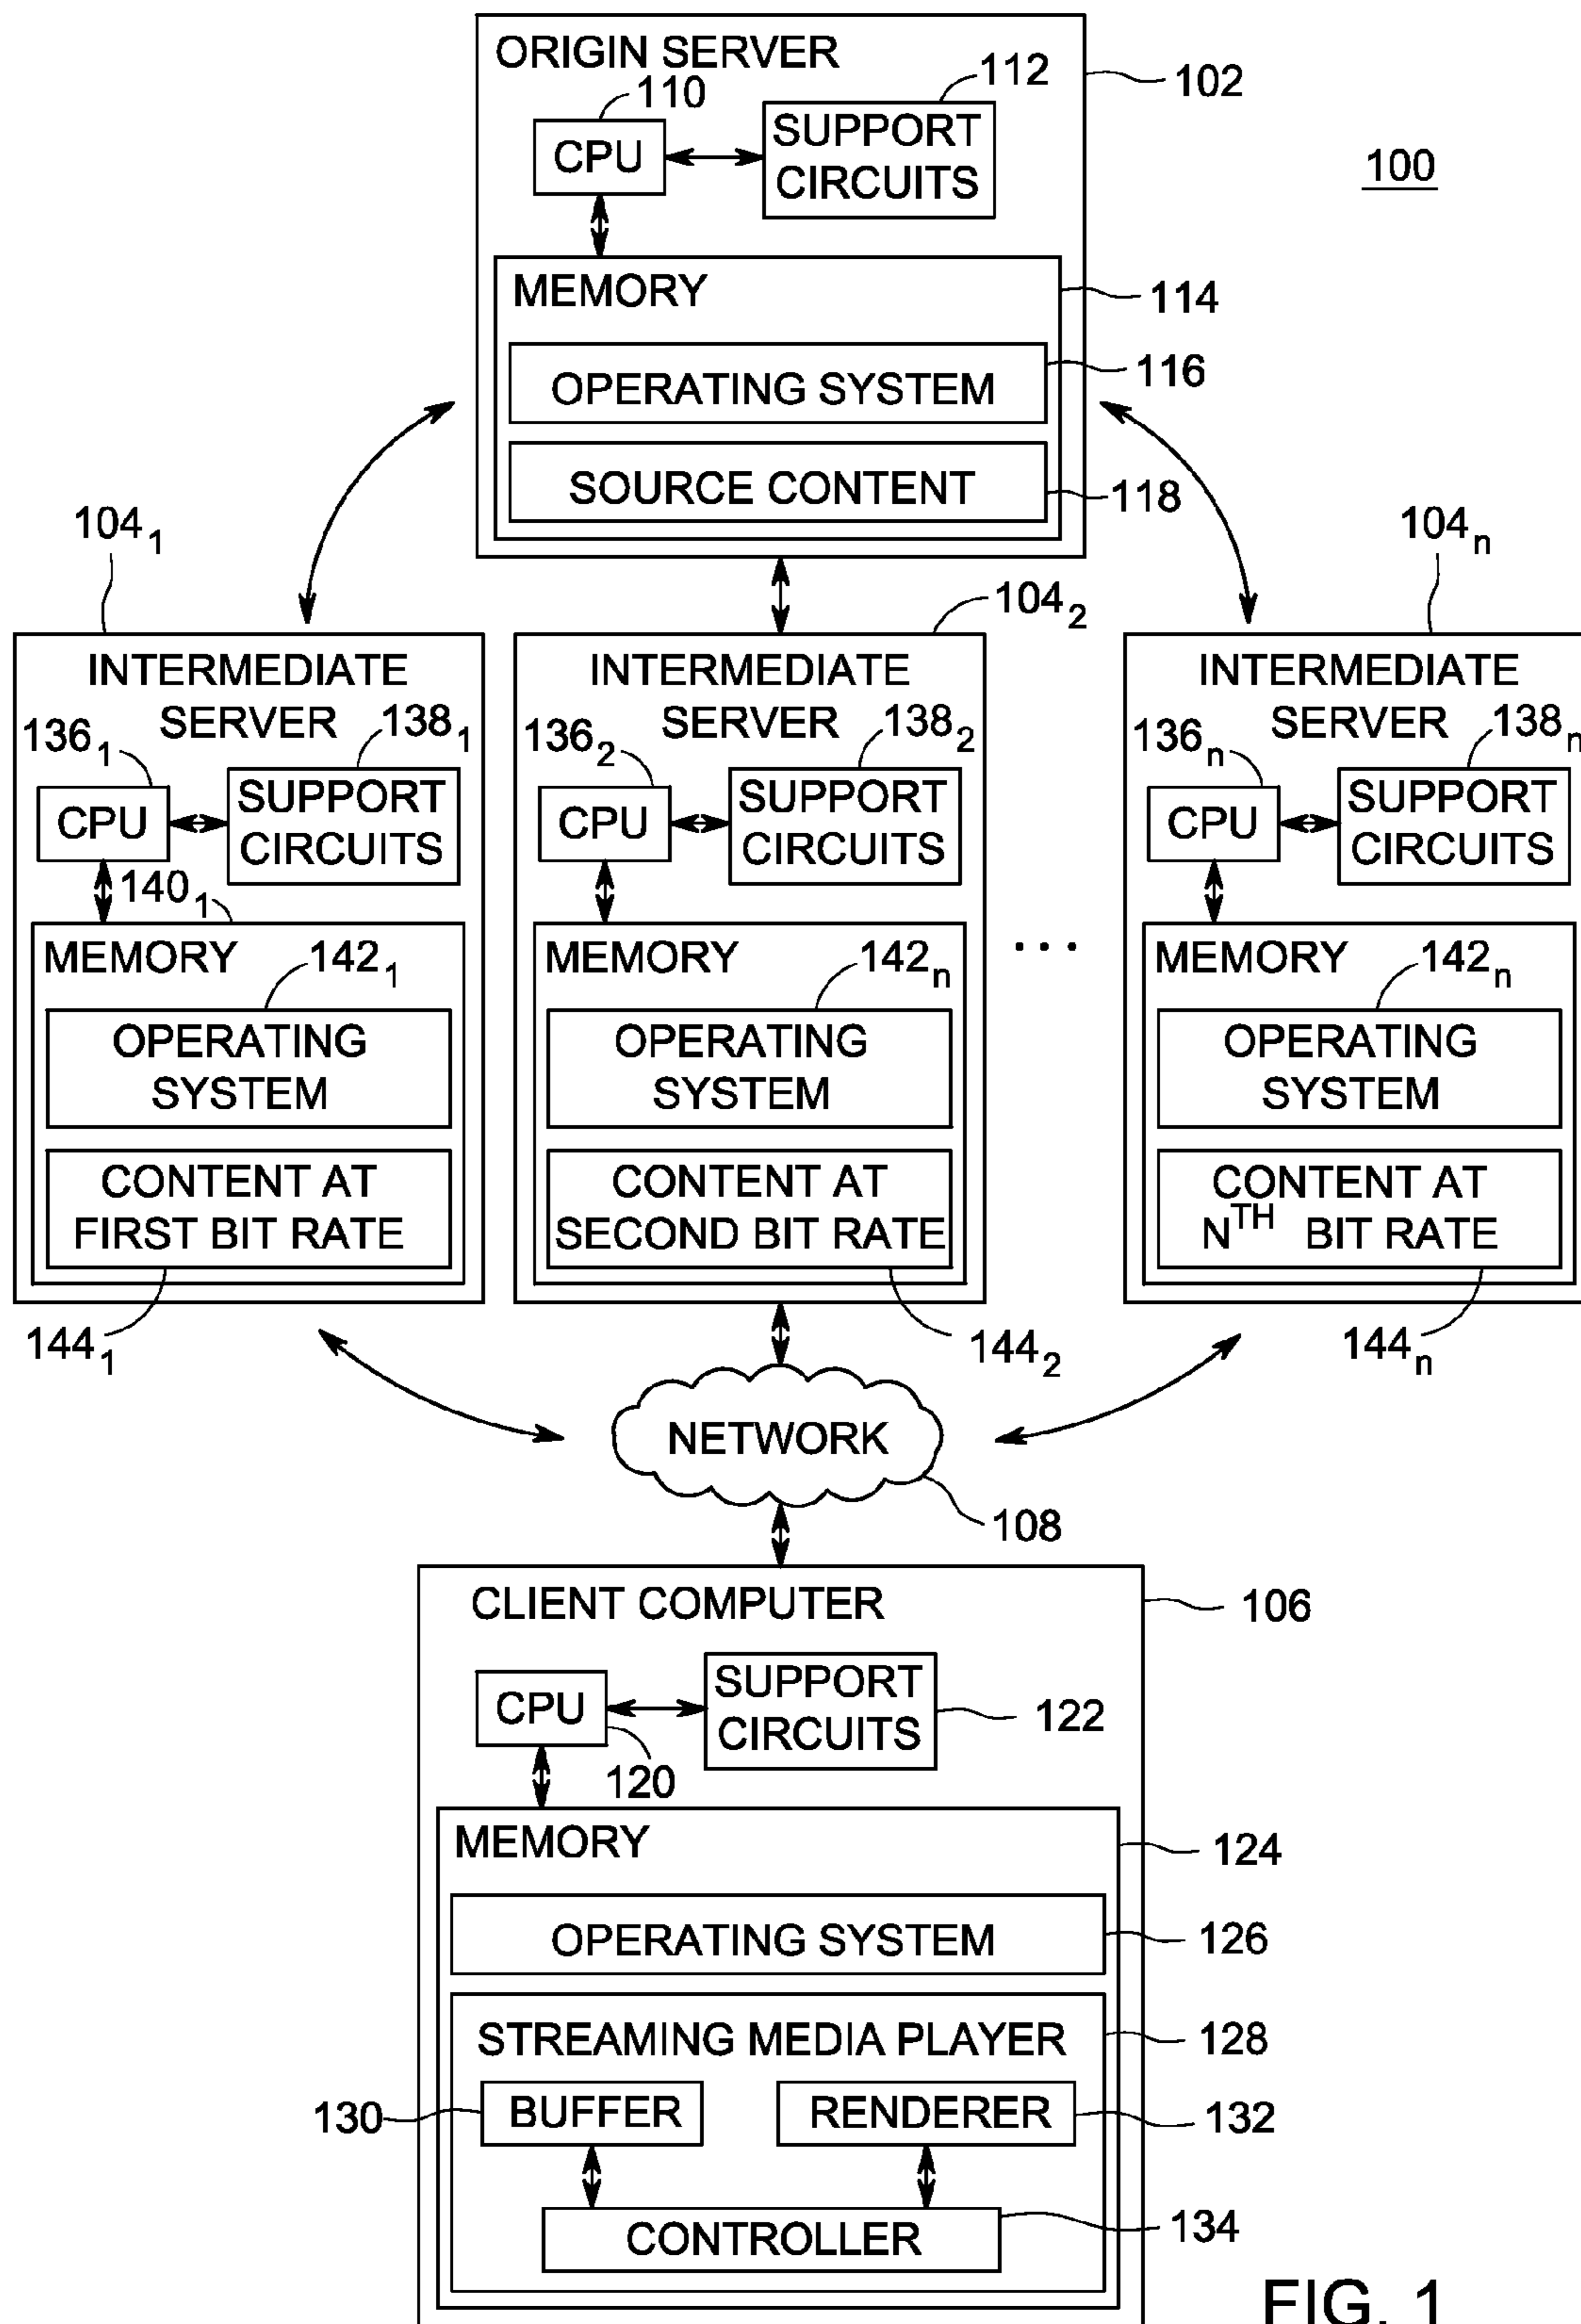 ORIGIN SERVER
102
110
112
CPU
SUPPORT
CIRCUITS
100
MEMORY
114
OPERATING SYSTEM
116
SOURCE CONTENT
118
104₁
104₂
104ₙ
INTERMEDIATE
SERVER
136₁
138₁
CPU
SUPPORT
CIRCUITS
140₁
MEMORY
142₁
OPERATING
SYSTEM
CONTENT AT
FIRST BIT RATE
144₁
INTERMEDIATE
SERVER
136₂
138₂
CPU
SUPPORT
CIRCUITS
MEMORY
142ₙ
OPERATING
SYSTEM
CONTENT AT
SECOND BIT RATE
144₂
...
INTERMEDIATE
SERVER
136ₙ
138ₙ
CPU
SUPPORT
CIRCUITS
MEMORY
142ₙ
OPERATING
SYSTEM
CONTENT AT
Nᵀᴴ BIT RATE
144ₙ
NETWORK
108
CLIENT COMPUTER
106
CPU
SUPPORT
CIRCUITS
122
120
MEMORY
124
OPERATING SYSTEM
126
STREAMING MEDIA PLAYER
128
130
BUFFER
RENDERER
132
CONTROLLER
134
FIG. 1